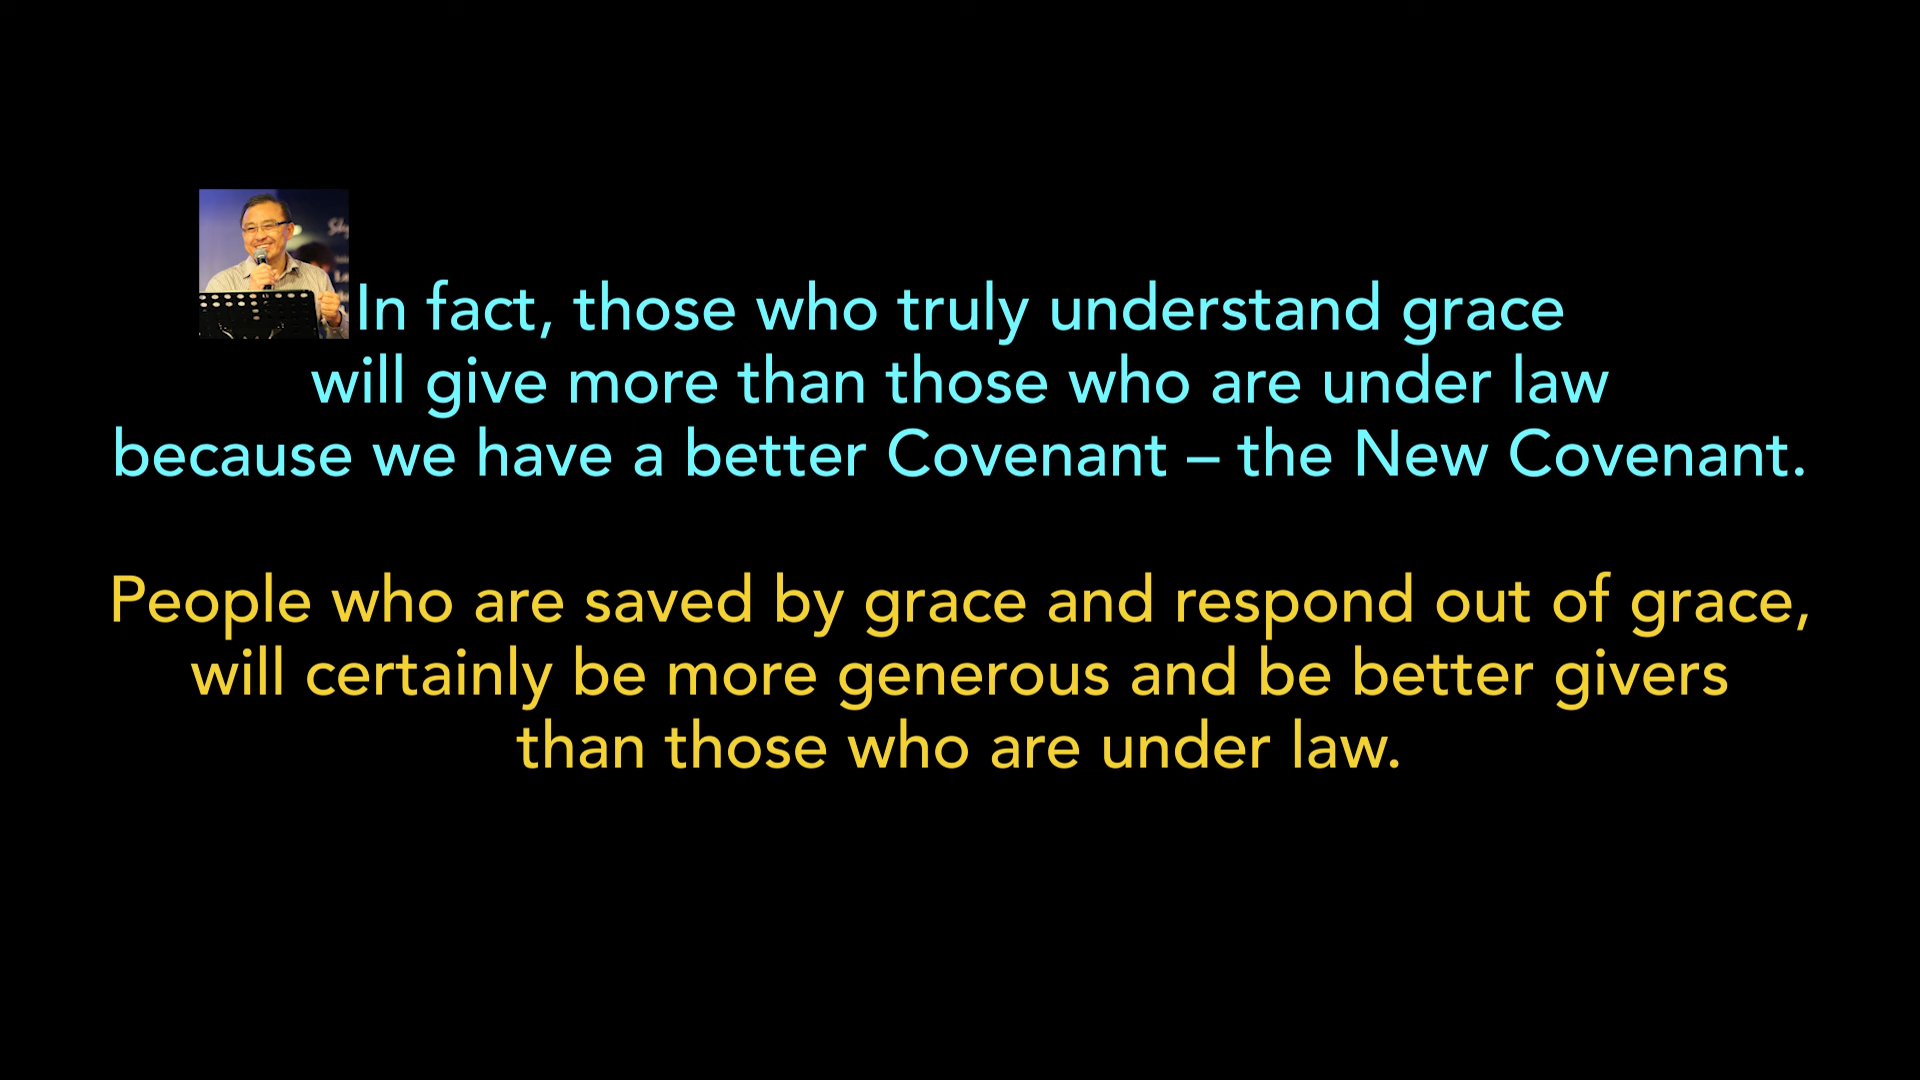 In fact, those who truly understand grace
will give more than those who are under law
because we have a better Covenant – the New Covenant.
People who are saved by grace and respond out of grace,
will certainly be more generous and be better givers
than those who are under law.